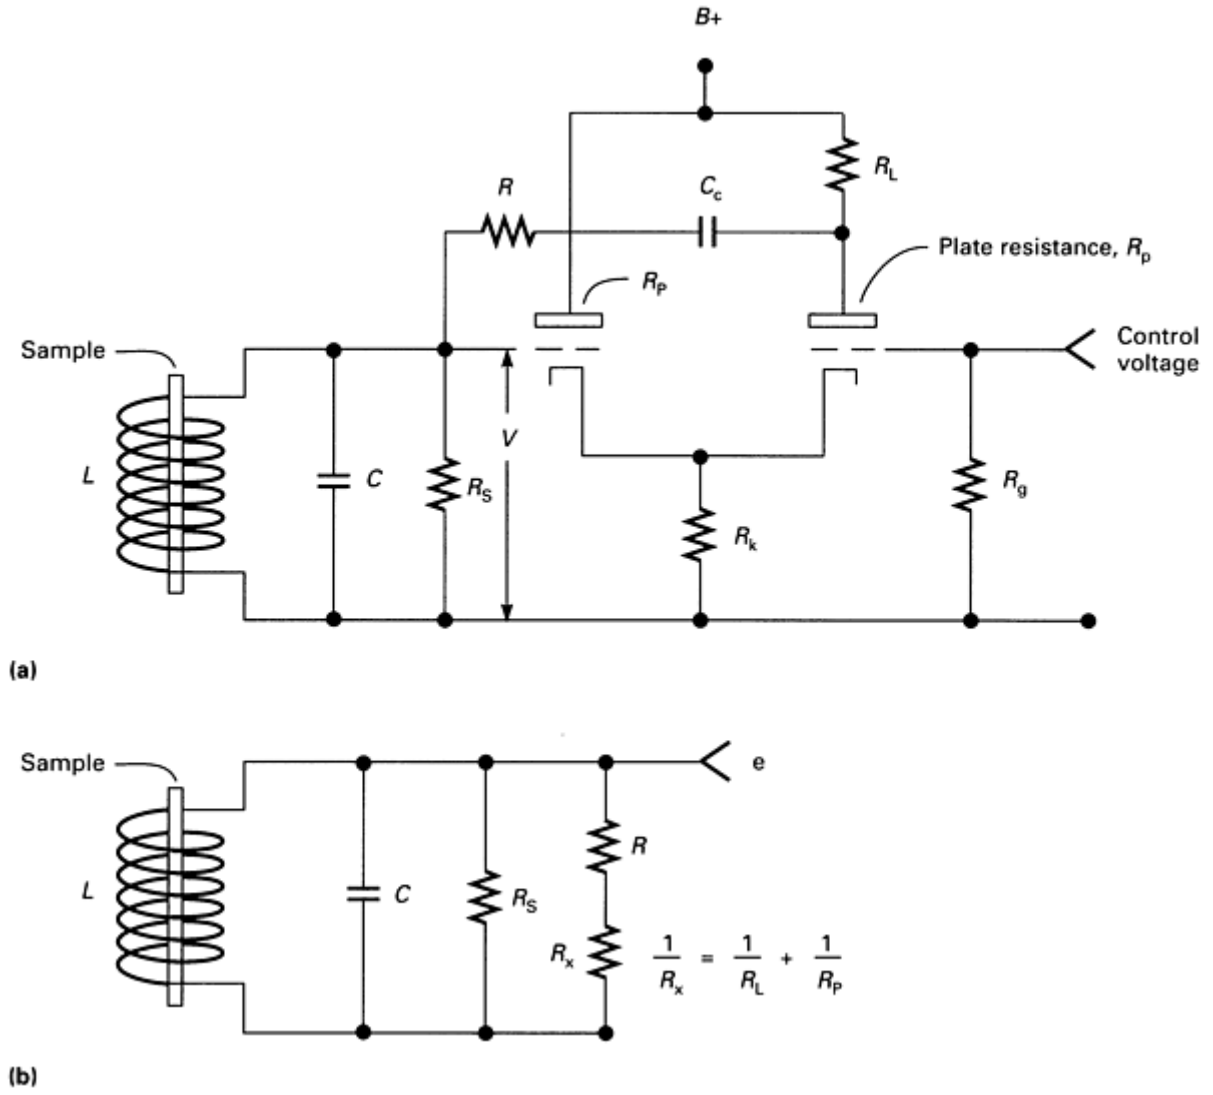 B+
R_L
R
C_c
Plate resistance, R_p
R_P
Sample
Control
voltage
V
L
C
R_S
R_g
R_k
(a)
Sample
e
R
L
C
R_S
R_x
1/R_x = 1/R_L + 1/R_P
(b)